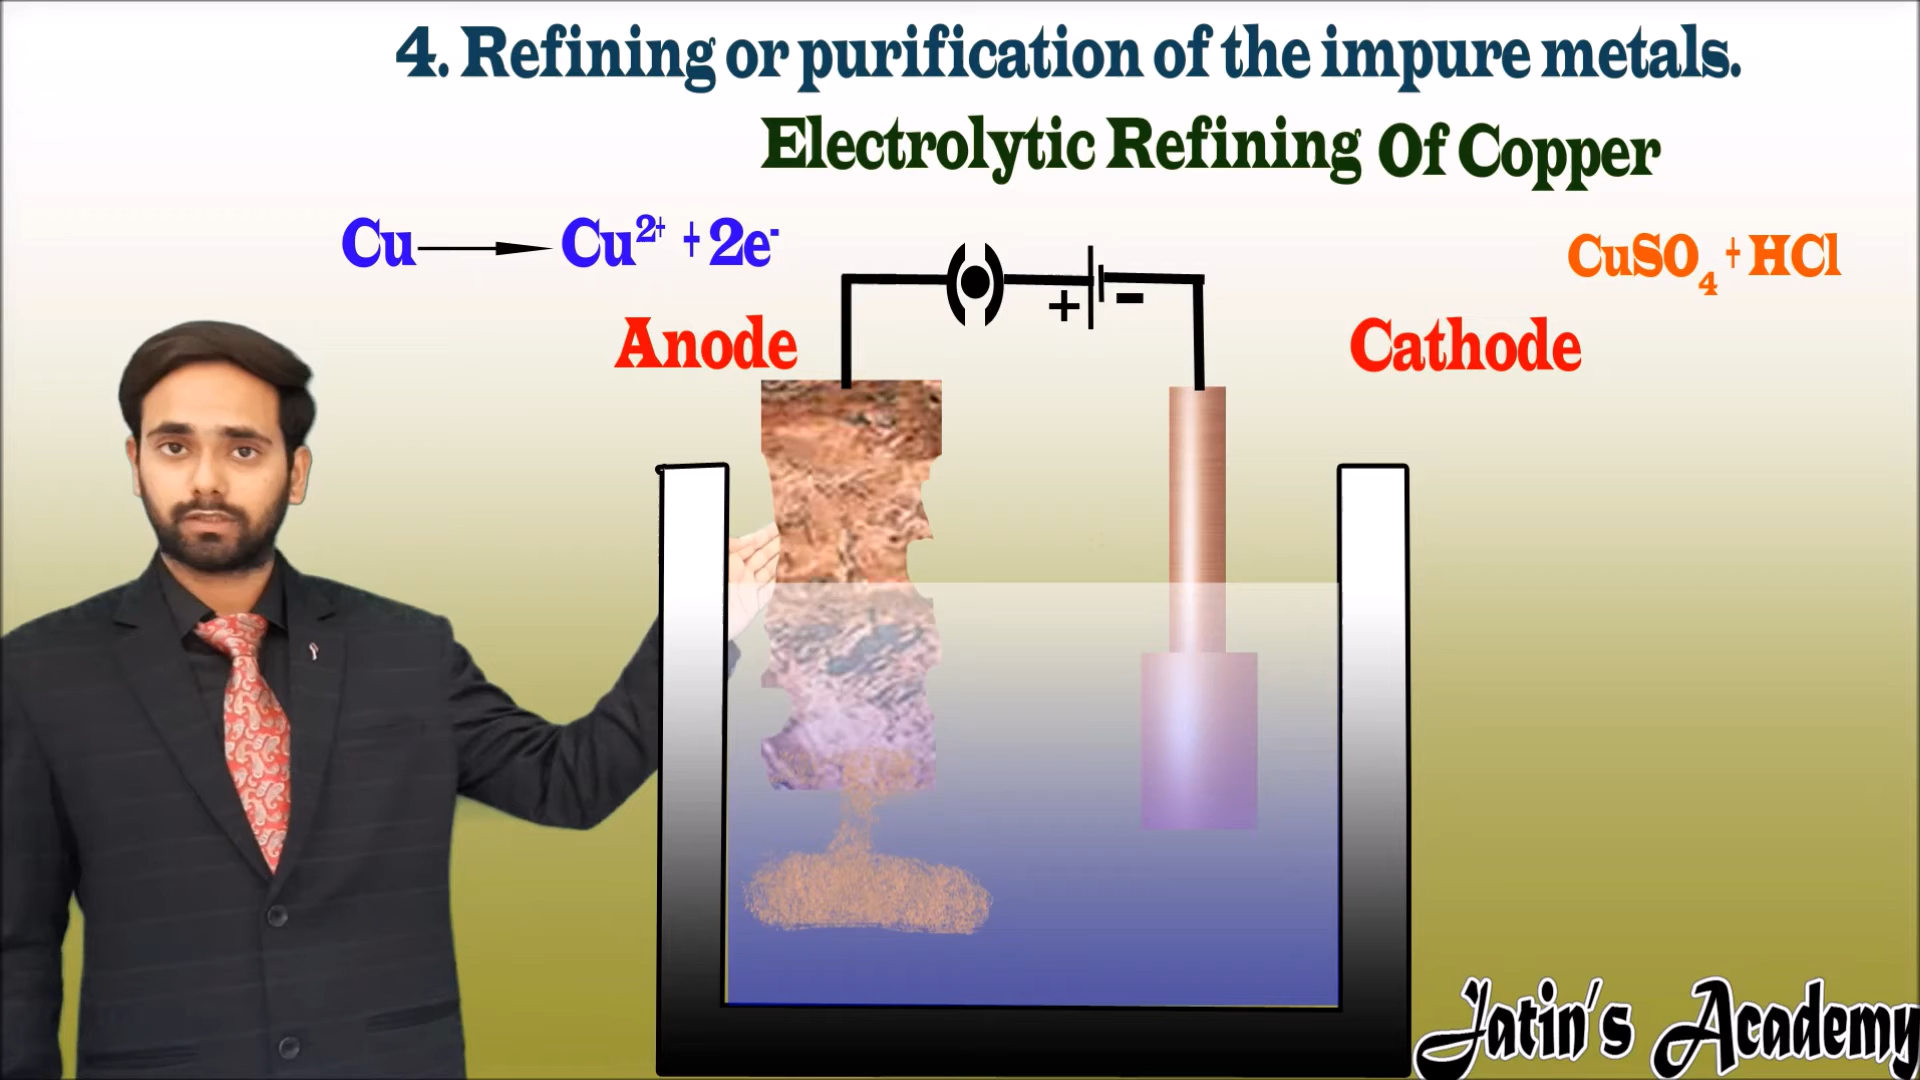 4. Refining or purification of the impure metals.
Electrolytic Refining Of Copper
Cu ⟶ Cu²⁺ + 2e⁻
CuSO₄ + HCl
+ −
Anode
Cathode
Jatin's Academy